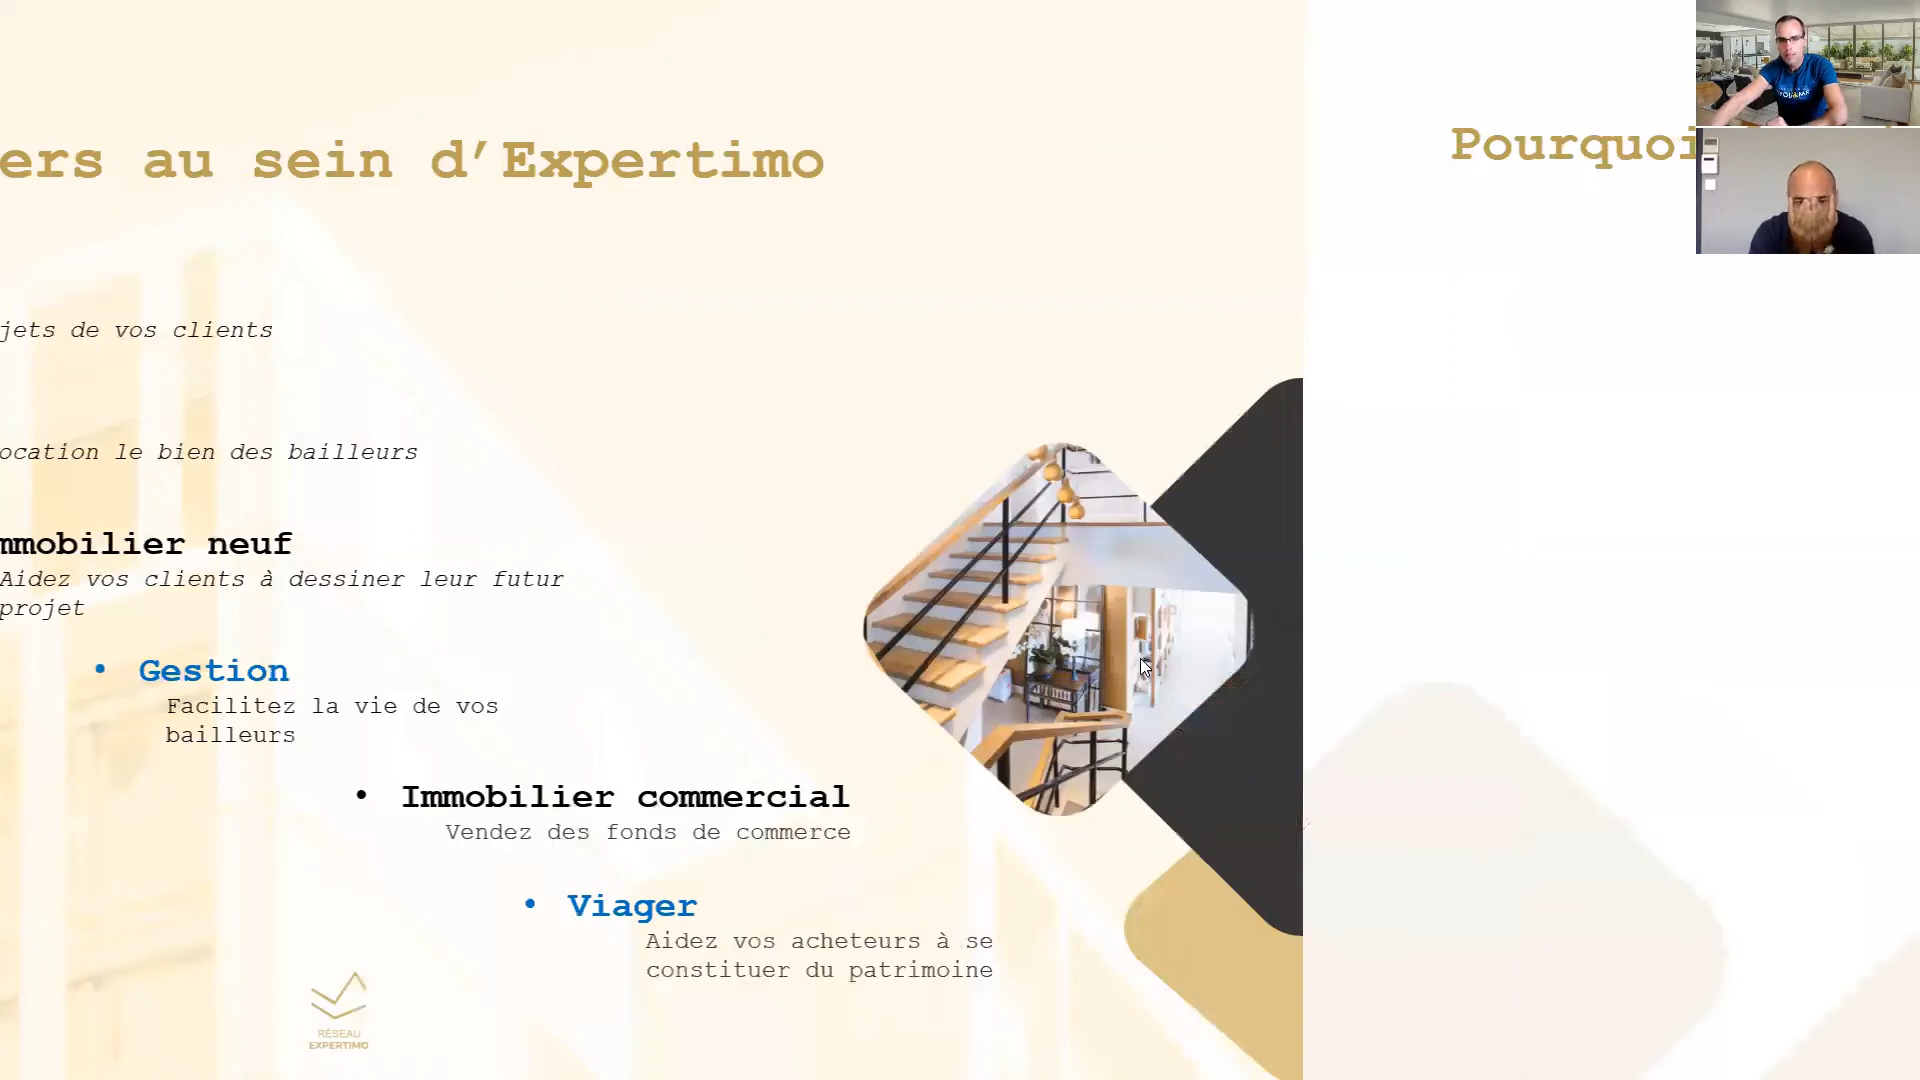 ers au sein d’Expertimo
Pourquoi
jets de vos clients
ocation le bien des bailleurs
mmobilier neuf
Aidez vos clients à dessiner leur futur
projet
• Gestion
Facilitez la vie de vos
bailleurs
• Immobilier commercial
Vendez des fonds de commerce
• Viager
Aidez vos acheteurs à se
constituer du patrimoine
RÉSEAU
EXPERTIMO